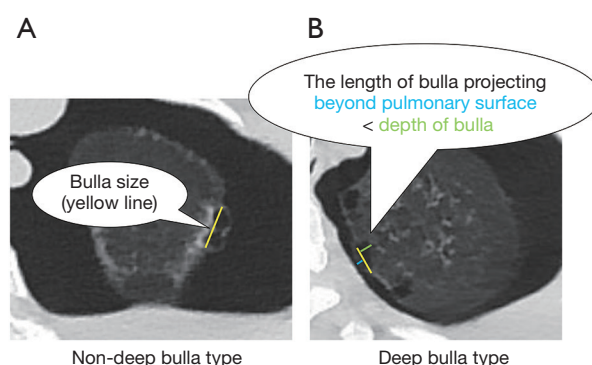 A
B
The length of bulla projecting
beyond pulmonary surface
< depth of bulla
Bulla size
(yellow line)
Non-deep bulla type
Deep bulla type